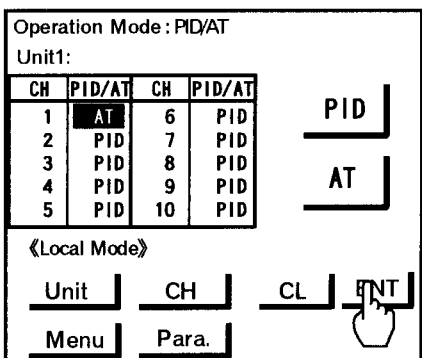 Operation Mode : PID/AT
Unit1:
CH PID/AT CH PID/AT
1 AT 6 PID
2 PID 7 PID
3 PID 8 PID
4 PID 9 PID
5 PID 10 PID
PID
AT
《Local Mode》
Unit CH CL ENT
Menu Para.